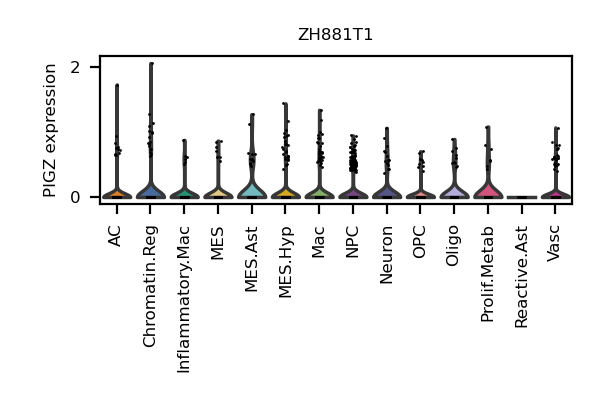 ZH881T1
PIGZ expression
2
0
AC
Chromatin.Reg
Inflammatory.Mac
MES
MES.Ast
MES.Hyp
Mac
NPC
Neuron
OPC
Oligo
Prolif.Metab
Reactive.Ast
Vasc